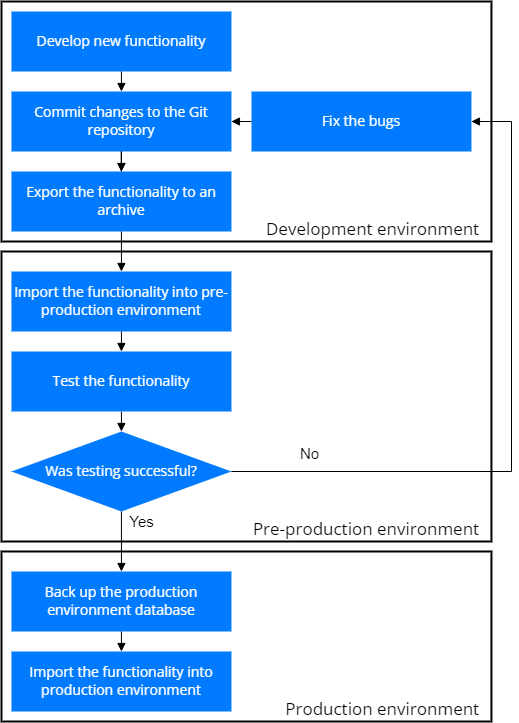 Develop new functionality
Commit changes to the Git
repository
Fix the bugs
Export the functionality to an
archive
Development environment
Import the functionality into pre-
production environment
Test the functionality
Was testing successful?
No
Yes
Pre-production environment
Back up the production
environment database
Import the functionality into
production environment
Production environment